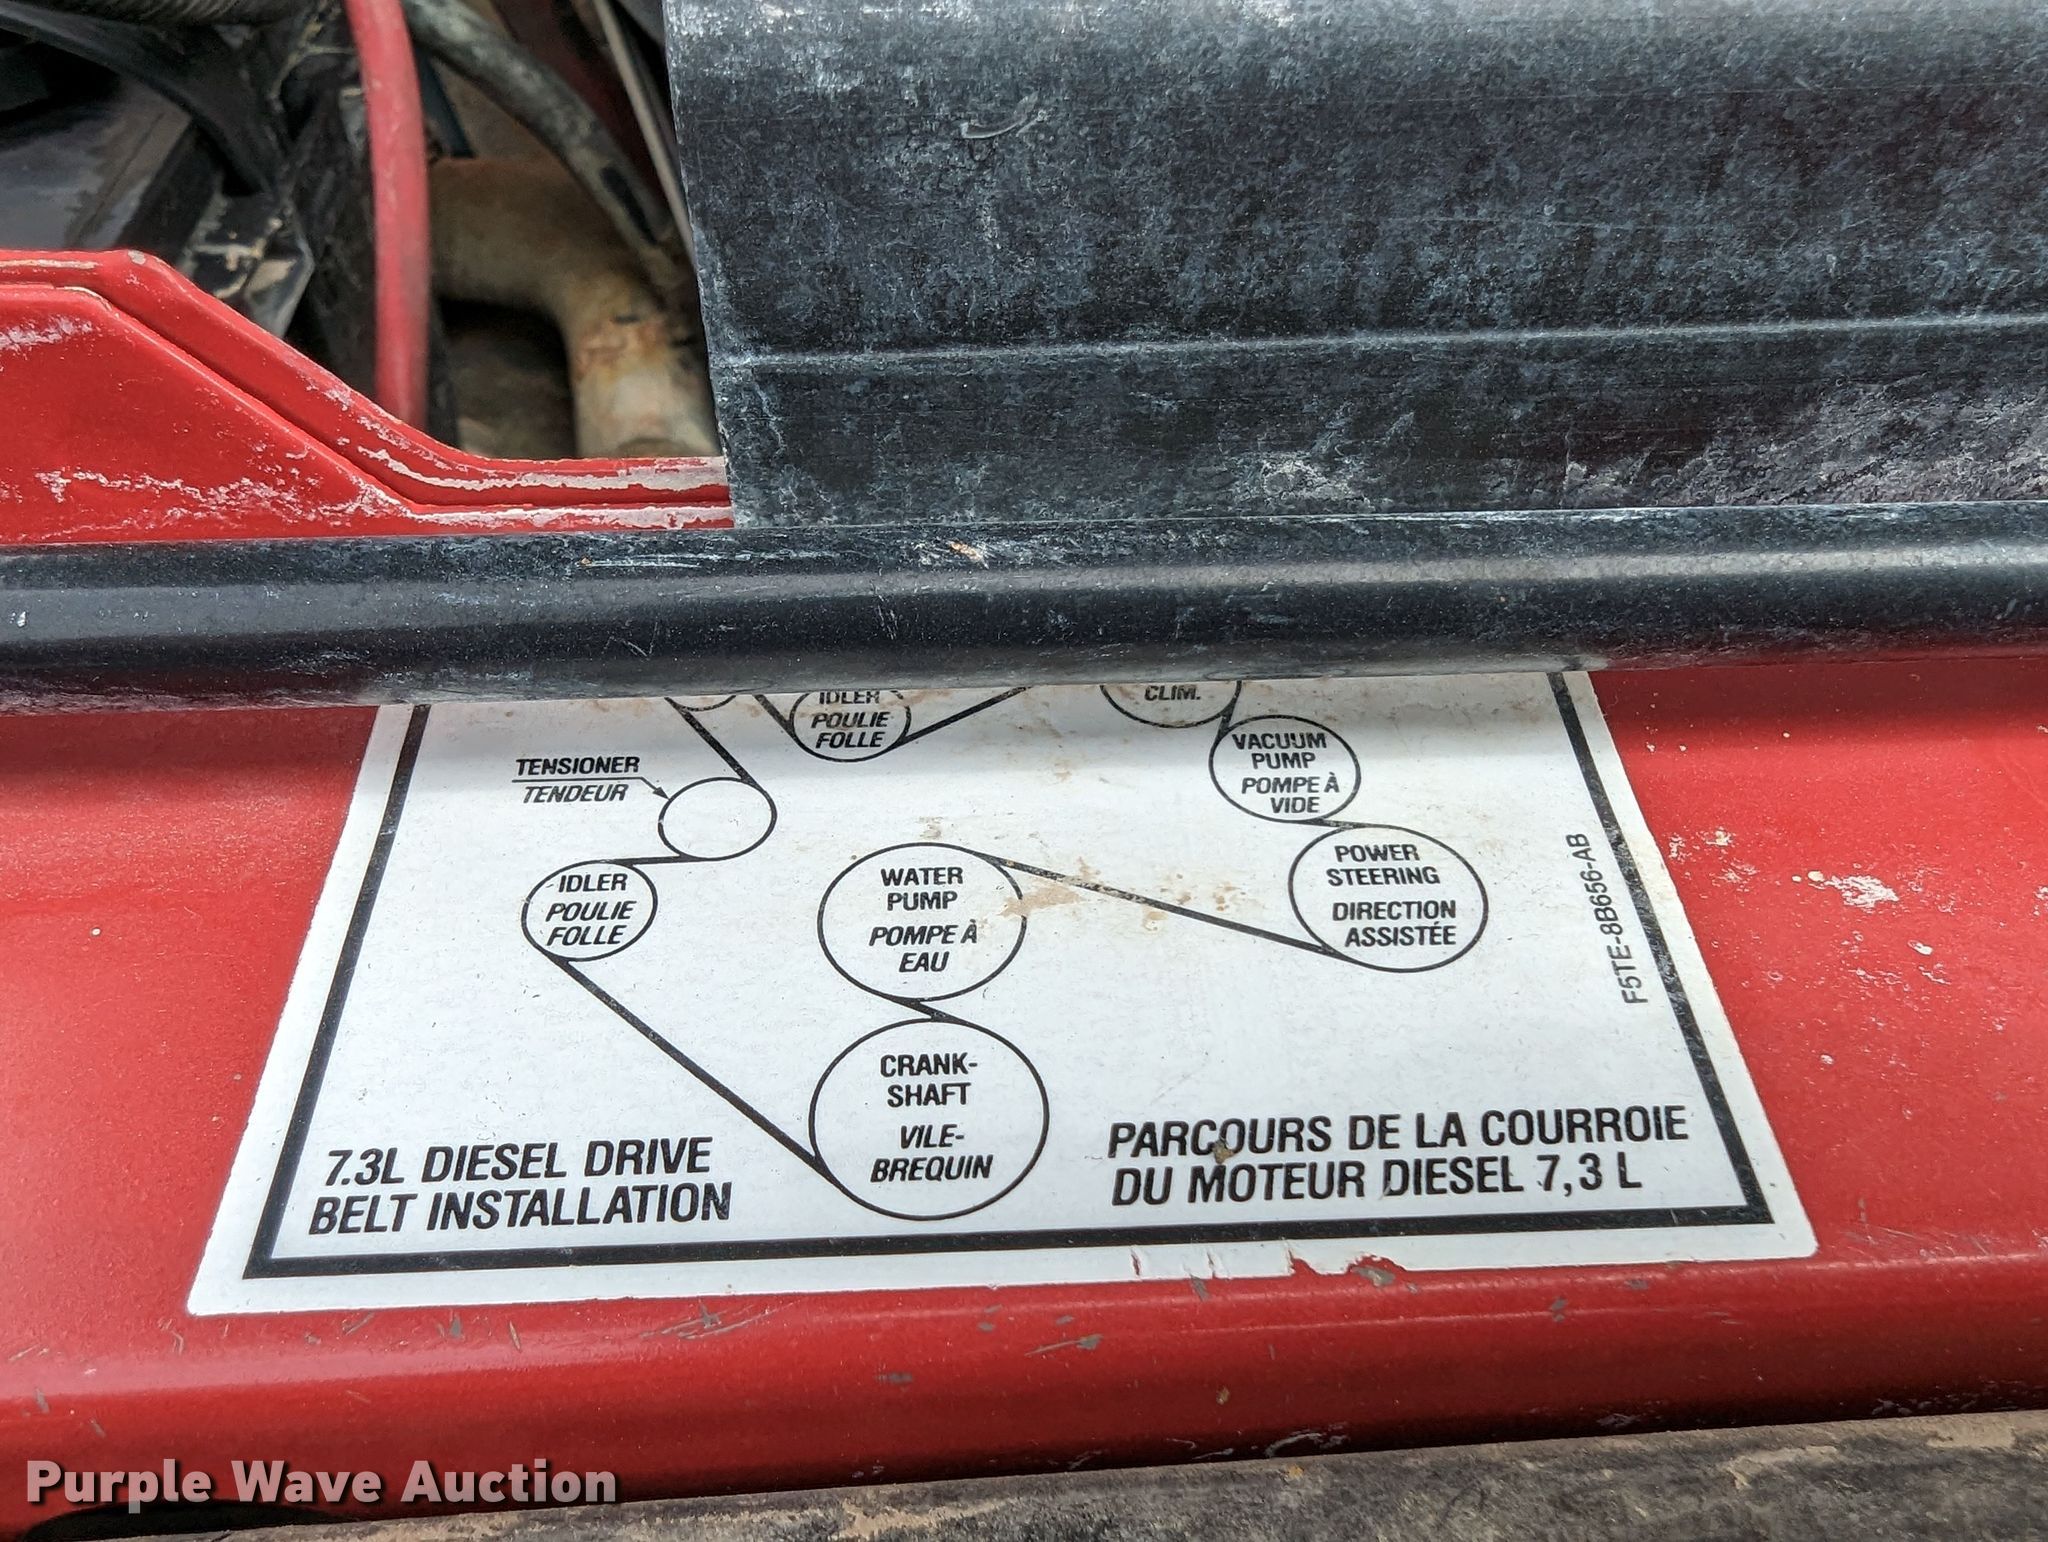 IDLER
POULIE
FOLLE
CLIM.
TENSIONER
TENDEUR
VACUUM
PUMP
POMPE À
VIDE
IDLER
POULIE
FOLLE
WATER
PUMP
POMPE À
EAU
POWER
STEERING
DIRECTION
ASSISTÉE
F5TE-8B656-AB
CRANK-
SHAFT
VILE-
BREQUIN
7.3L DIESEL DRIVE
BELT INSTALLATION
PARCOURS DE LA COURROIE
DU MOTEUR DIESEL 7,3 L
Purple Wave Auction